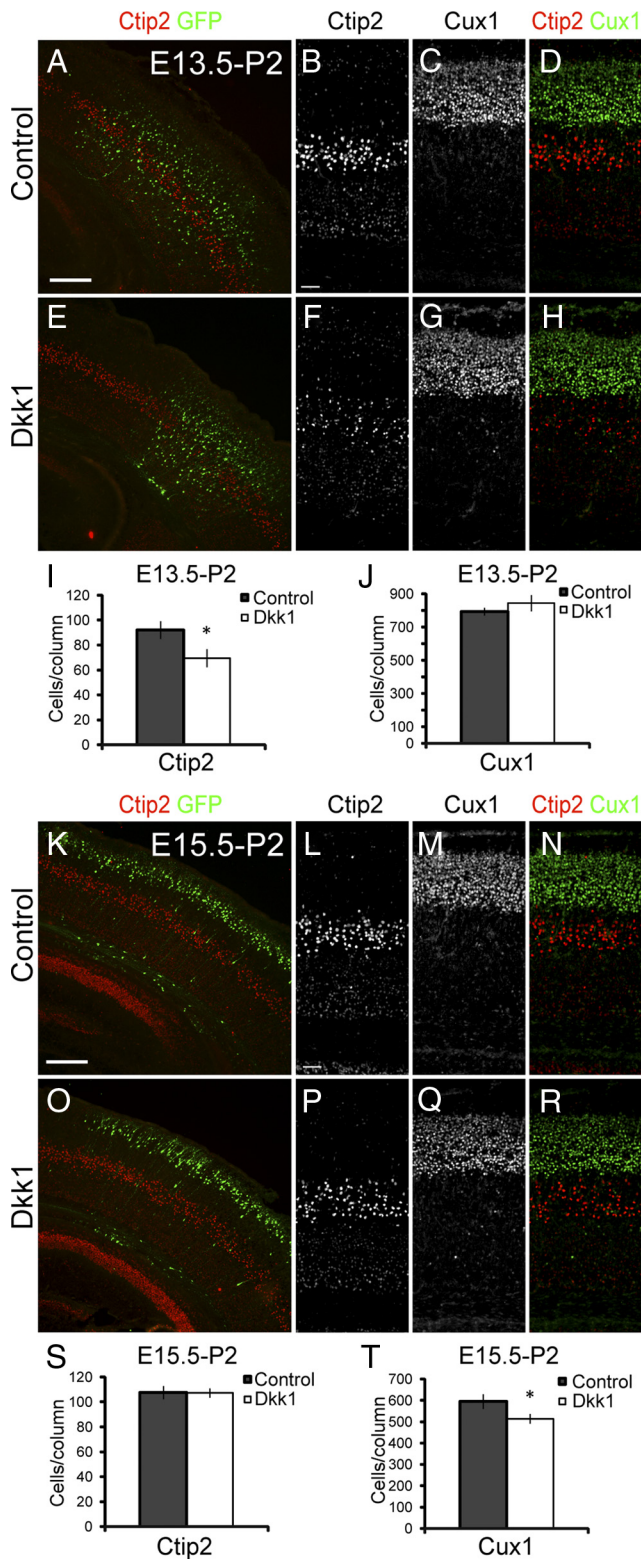 Ctip2 GFP Ctip2 Cux1 Ctip2 Cux1
A E13.5-P2 B C D
Control
E F G H
Dkk1
I E13.5-P2
120
100
80
60
40
20
0
Cells/column
Control
Dkk1
*
Ctip2
J E13.5-P2
900
750
600
450
300
150
0
Cells/column
Control
Dkk1
Cux1
Ctip2 GFP Ctip2 Cux1 Ctip2 Cux1
K E15.5-P2 L M N
Control
O P Q R
Dkk1
S E15.5-P2
120
100
80
60
40
20
0
Cells/column
Control
Dkk1
Ctip2
T E15.5-P2
700
600
500
400
300
200
100
0
Cells/column
Control
Dkk1
*
Cux1